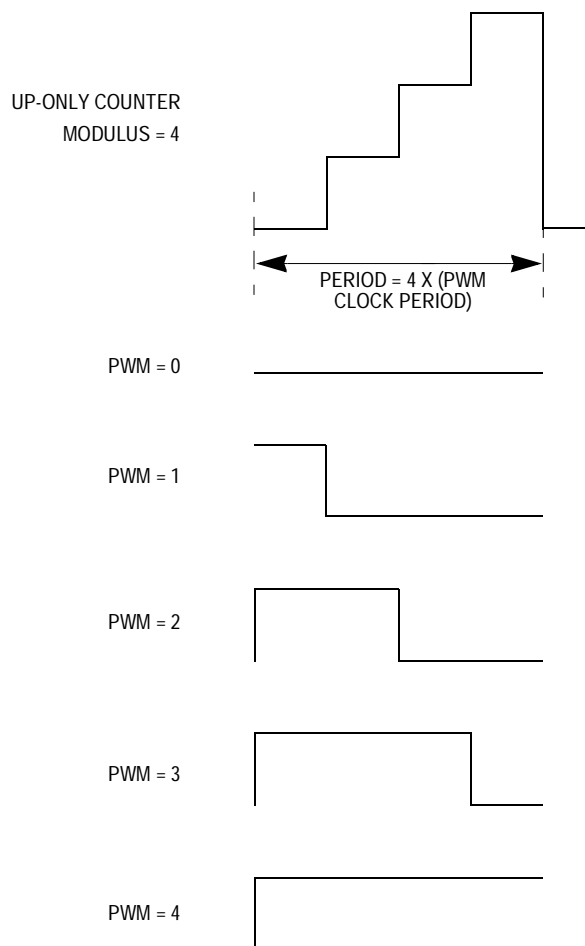 UP-ONLY COUNTER
MODULUS = 4
PERIOD = 4 X (PWM
CLOCK PERIOD)
PWM = 0
PWM = 1
PWM = 2
PWM = 3
PWM = 4